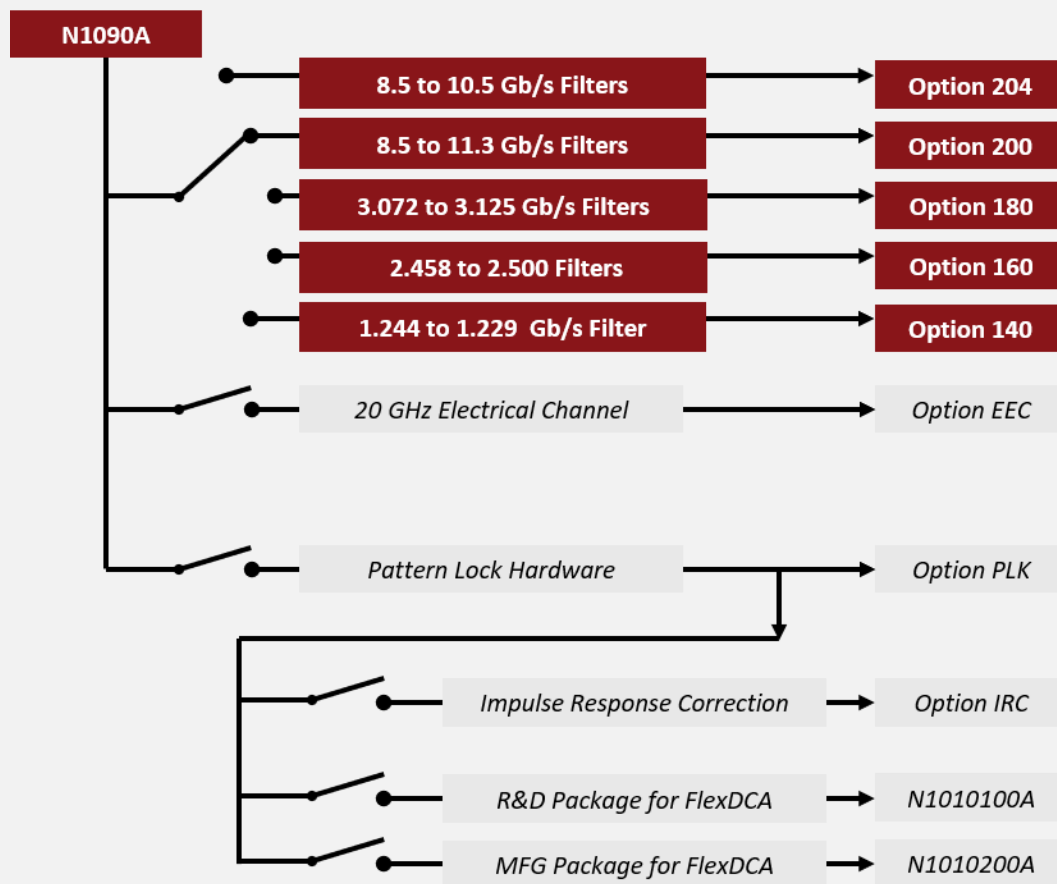 N1090A
8.5 to 10.5 Gb/s Filters
Option 204
8.5 to 11.3 Gb/s Filters
Option 200
3.072 to 3.125 Gb/s Filters
Option 180
2.458 to 2.500 Filters
Option 160
1.244 to 1.229  Gb/s Filter
Option 140
20 GHz Electrical Channel
Option EEC
Pattern Lock Hardware
Option PLK
Impulse Response Correction
Option IRC
R&D Package for FlexDCA
N1010100A
MFG Package for FlexDCA
N1010200A